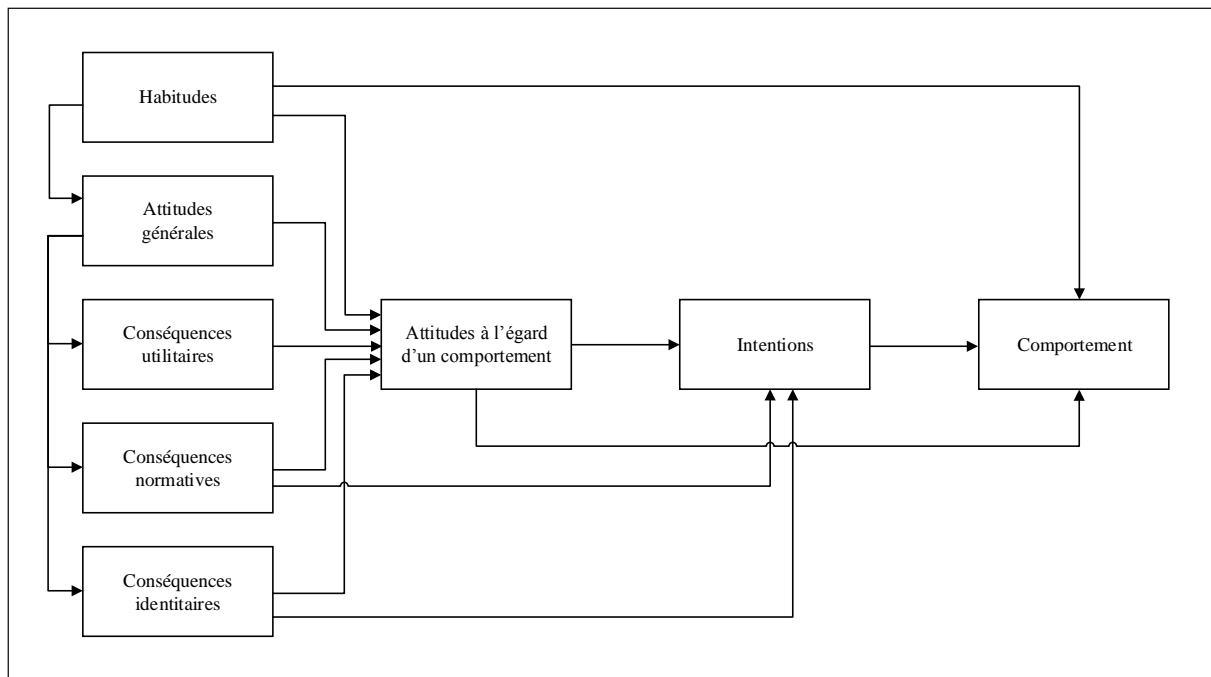 Habitudes
Attitudes
générales
Conséquences
utilitaires
Attitudes à l’égard
d’un comportement
Intentions
Comportement
Conséquences
normatives
Conséquences
identitaires